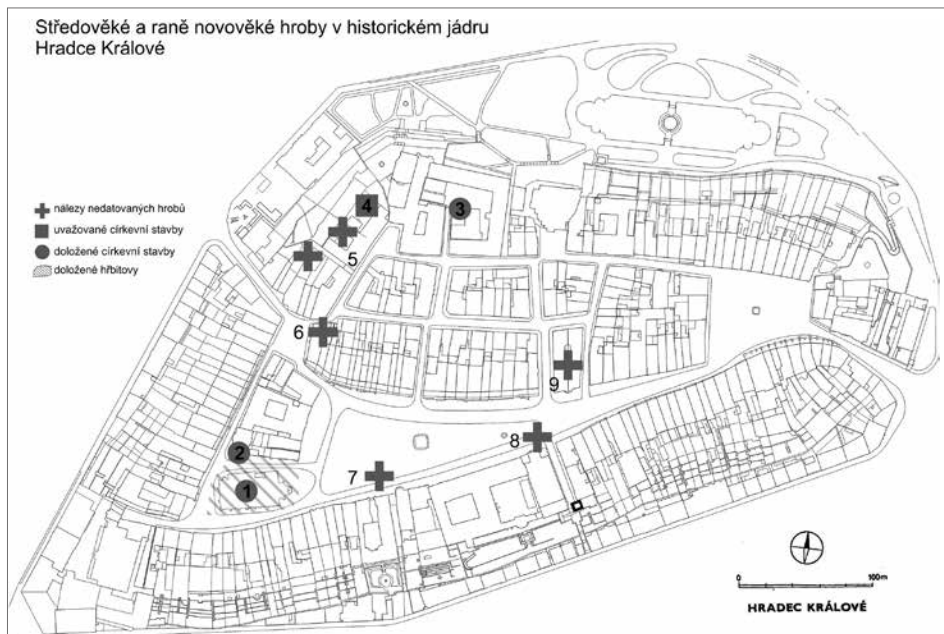 Středověké a raně novověké hroby v historickém jádru
Hradce Králové
nálezy nedatovaných hrobů
uvažované církevní stavby
doložené církevní stavby
doložené hřbitovy
4
3
5
6
9
8
2
7
1
0
100m
HRADEC KRÁLOVÉ